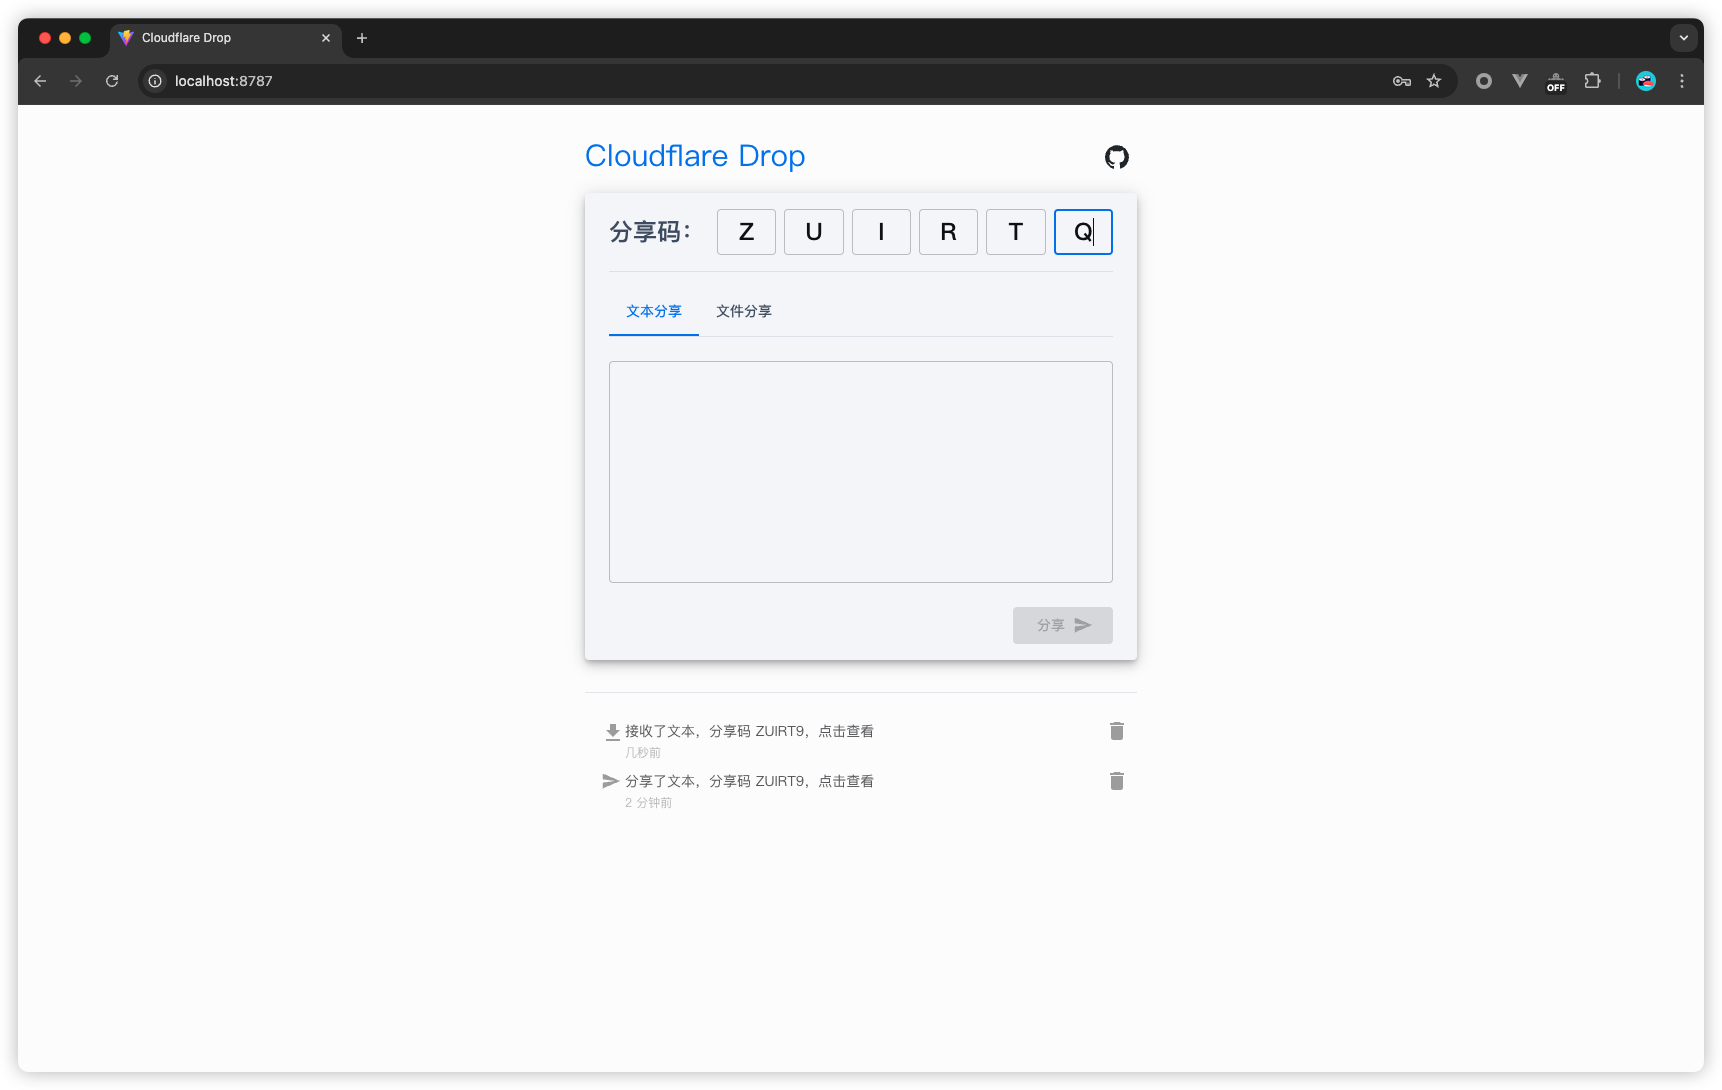 Cloudflare Drop
localhost:8787
OFF
Cloudflare Drop
分享码：
Z U I R T Q
文本分享 文件分享
分享
接收了文本，分享码 ZUIRT9，点击查看
几秒前
分享了文本，分享码 ZUIRT9，点击查看
2 分钟前